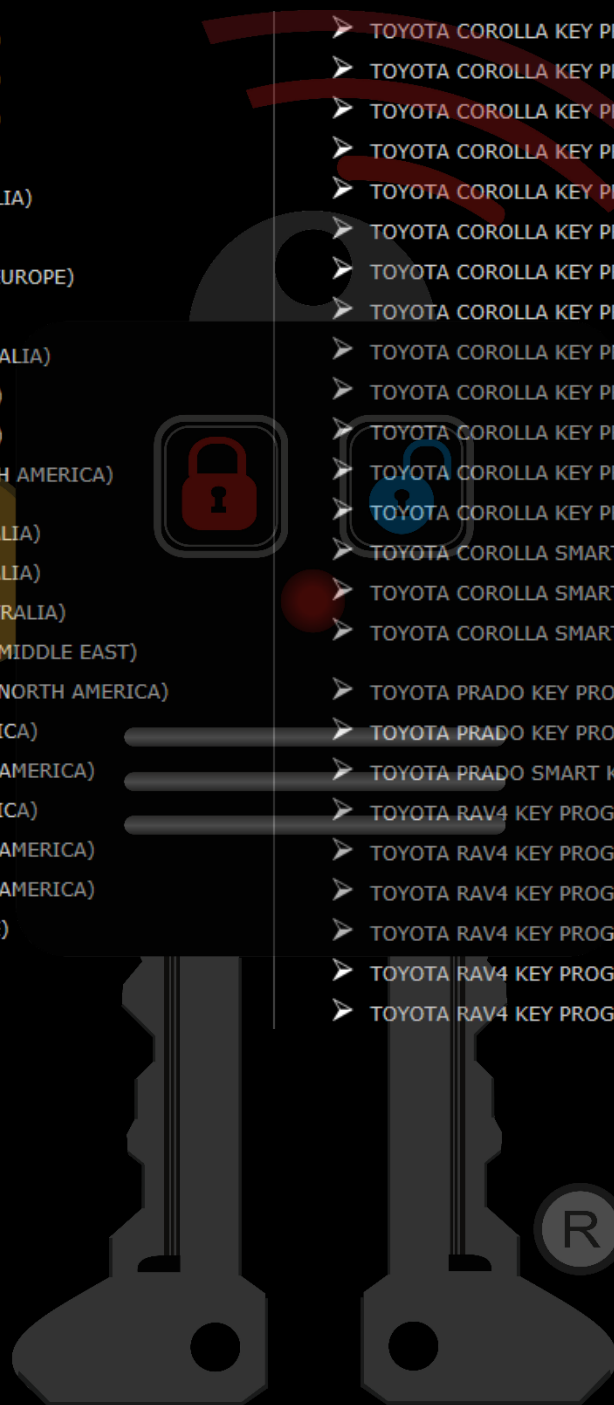 LIA)
UROPE)
ALIA)
)
)
H AMERICA)
LIA)
LIA)
RALIA)
MIDDLE EAST)
NORTH AMERICA)
ICA)
AMERICA)
ICA)
AMERICA)
AMERICA)
)
TOYOTA COROLLA KEY P
TOYOTA COROLLA KEY P
TOYOTA COROLLA KEY P
TOYOTA COROLLA KEY P
TOYOTA COROLLA KEY P
TOYOTA COROLLA KEY P
TOYOTA COROLLA KEY P
TOYOTA COROLLA KEY P
TOYOTA COROLLA KEY P
TOYOTA COROLLA KEY P
TOYOTA COROLLA KEY P
TOYOTA COROLLA KEY P
TOYOTA COROLLA KEY P
TOYOTA COROLLA SMART
TOYOTA COROLLA SMART
TOYOTA COROLLA SMART
TOYOTA PRADO KEY PRO
TOYOTA PRADO KEY PRO
TOYOTA PRADO SMART K
TOYOTA RAV4 KEY PROG
TOYOTA RAV4 KEY PROG
TOYOTA RAV4 KEY PROG
TOYOTA RAV4 KEY PROG
TOYOTA RAV4 KEY PROG
TOYOTA RAV4 KEY PROG
®